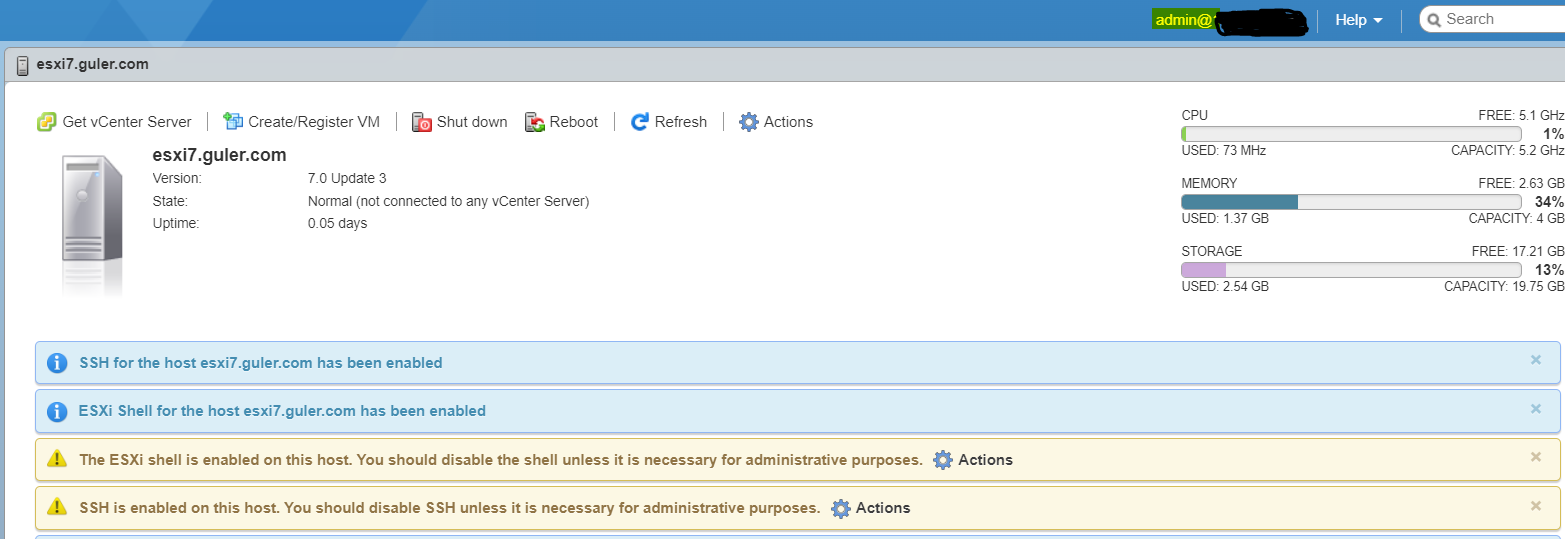 admin@
Help
Search
esxi7.guler.com
Get vCenter Server
Create/Register VM
Shut down
Reboot
Refresh
Actions
esxi7.guler.com
Version: 7.0 Update 3
State: Normal (not connected to any vCenter Server)
Uptime: 0.05 days
CPU FREE: 5.1 GHz
1%
USED: 73 MHz CAPACITY: 5.2 GHz
MEMORY FREE: 2.63 GB
34%
USED: 1.37 GB CAPACITY: 4 GB
STORAGE FREE: 17.21 GB
13%
USED: 2.54 GB CAPACITY: 19.75 GB
SSH for the host esxi7.guler.com has been enabled
ESXi Shell for the host esxi7.guler.com has been enabled
The ESXi shell is enabled on this host. You should disable the shell unless it is necessary for administrative purposes. Actions
SSH is enabled on this host. You should disable SSH unless it is necessary for administrative purposes. Actions